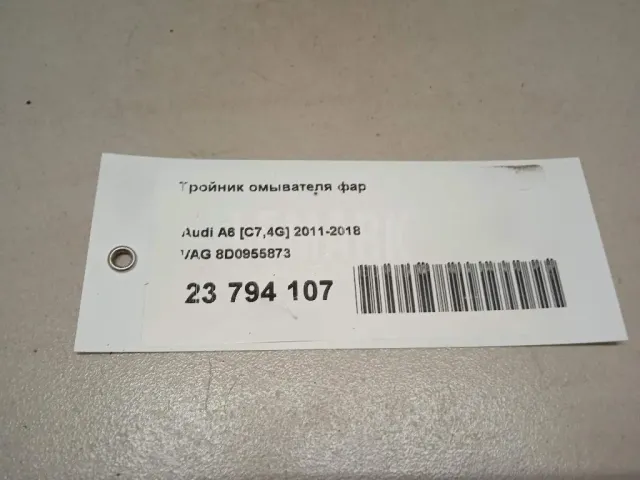 Тройник омывателя фар
Audi A6 [C7,4G] 2011-2018
VAG 8D0955873
23 794 107